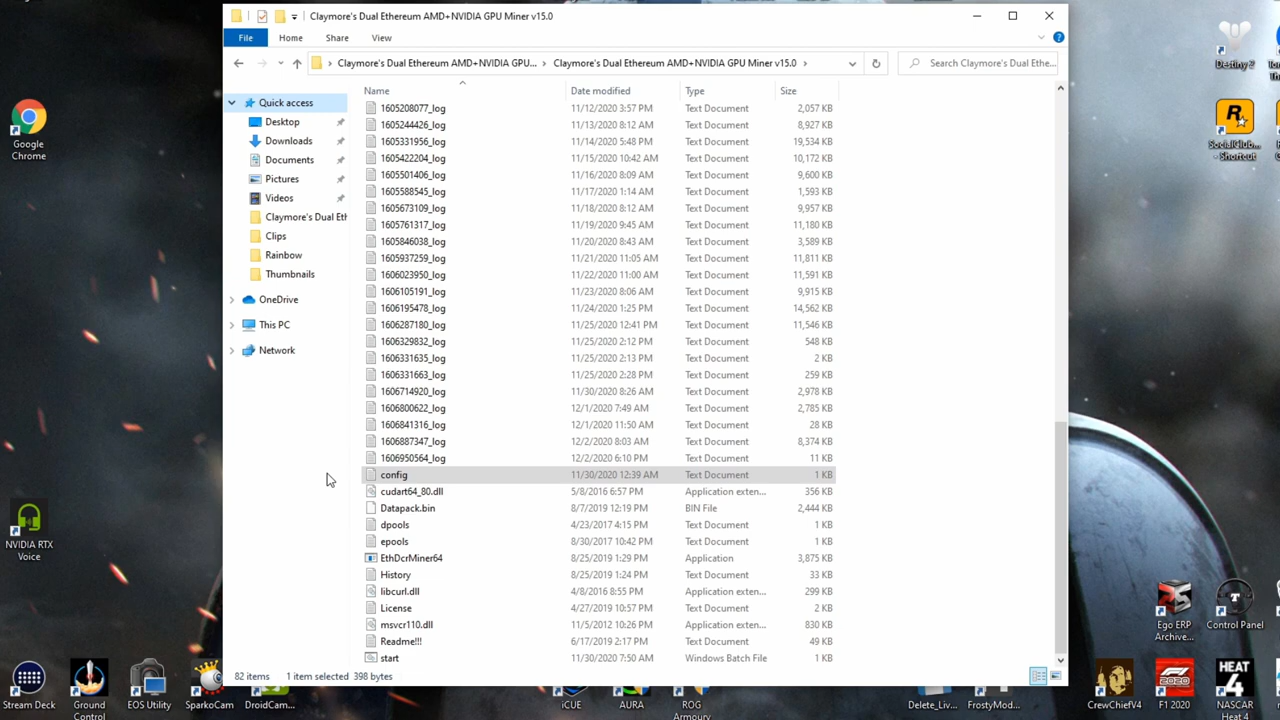 Claymore's Dual Ethereum AMD+NVIDIA GPU Miner v15.0
File Home Share View
Claymore's Dual Ethereum AMD+NVIDIA GPU... Claymore's Dual Ethereum AMD+NVIDIA GPU Miner v15.0 Search Claymore's Dual Ethe...
Name Date modified Type Size
Quick access
Desktop
Downloads
Documents
Pictures
Videos
Claymore's Dual Eth
Clips
Rainbow
Thumbnails
OneDrive
This PC
Network
1605208077_log 11/12/2020 3:57 PM Text Document 2,057 KB
1605244426_log 11/13/2020 8:12 AM Text Document 8,927 KB
1605331956_log 11/14/2020 5:48 PM Text Document 19,534 KB
1605422204_log 11/15/2020 10:42 AM Text Document 10,172 KB
1605501406_log 11/16/2020 8:09 AM Text Document 9,600 KB
1605588545_log 11/17/2020 1:14 AM Text Document 1,593 KB
1605673109_log 11/18/2020 8:12 AM Text Document 9,957 KB
1605761317_log 11/19/2020 9:45 AM Text Document 11,180 KB
1605846038_log 11/20/2020 8:43 AM Text Document 3,589 KB
1605937259_log 11/21/2020 11:05 AM Text Document 11,811 KB
1606023950_log 11/22/2020 11:00 AM Text Document 11,591 KB
1606105191_log 11/23/2020 8:06 AM Text Document 9,915 KB
1606195478_log 11/24/2020 1:25 PM Text Document 14,562 KB
1606287180_log 11/25/2020 12:41 PM Text Document 11,546 KB
1606329832_log 11/25/2020 2:12 PM Text Document 548 KB
1606331635_log 11/25/2020 2:13 PM Text Document 2 KB
1606331663_log 11/25/2020 2:28 PM Text Document 259 KB
1606714920_log 11/30/2020 8:26 AM Text Document 2,978 KB
1606800622_log 12/1/2020 7:49 AM Text Document 2,785 KB
1606841316_log 12/1/2020 11:50 AM Text Document 28 KB
1606887347_log 12/2/2020 8:03 AM Text Document 8,374 KB
1606950564_log 12/2/2020 6:10 PM Text Document 11 KB
config 11/30/2020 12:39 AM Text Document 1 KB
cudart64_80.dll 5/8/2016 6:57 PM Application exten... 356 KB
Datapack.bin 8/7/2019 12:19 PM BIN File 2,444 KB
dpools 4/23/2017 4:15 PM Text Document 1 KB
epools 8/30/2017 10:42 PM Text Document 1 KB
EthDcrMiner64 8/25/2019 1:29 PM Application 3,875 KB
History 8/25/2019 1:24 PM Text Document 33 KB
libcurl.dll 4/8/2016 8:55 PM Application exten... 299 KB
License 4/27/2019 10:57 PM Text Document 2 KB
msvcr110.dll 11/5/2012 10:26 PM Application exten... 830 KB
Readme!!! 6/17/2019 2:17 PM Text Document 49 KB
start 11/30/2020 7:50 AM Windows Batch File 1 KB
82 items 1 item selected 398 bytes
Google
Chrome
NVIDIA RTX
Voice
Stream Deck
Ground
Control
EOS Utility
SparkoCam
DroidCam...
iCUE
AURA
ROG
Armoury
Delete_Live...
FrostyMod...
CrewChiefV4
F1 2020
HEAT
4
NASCAR
Heat 4
Ego ERP
Archive...
Control Panel
Destiny 2
SocialClub...
- Shortcut